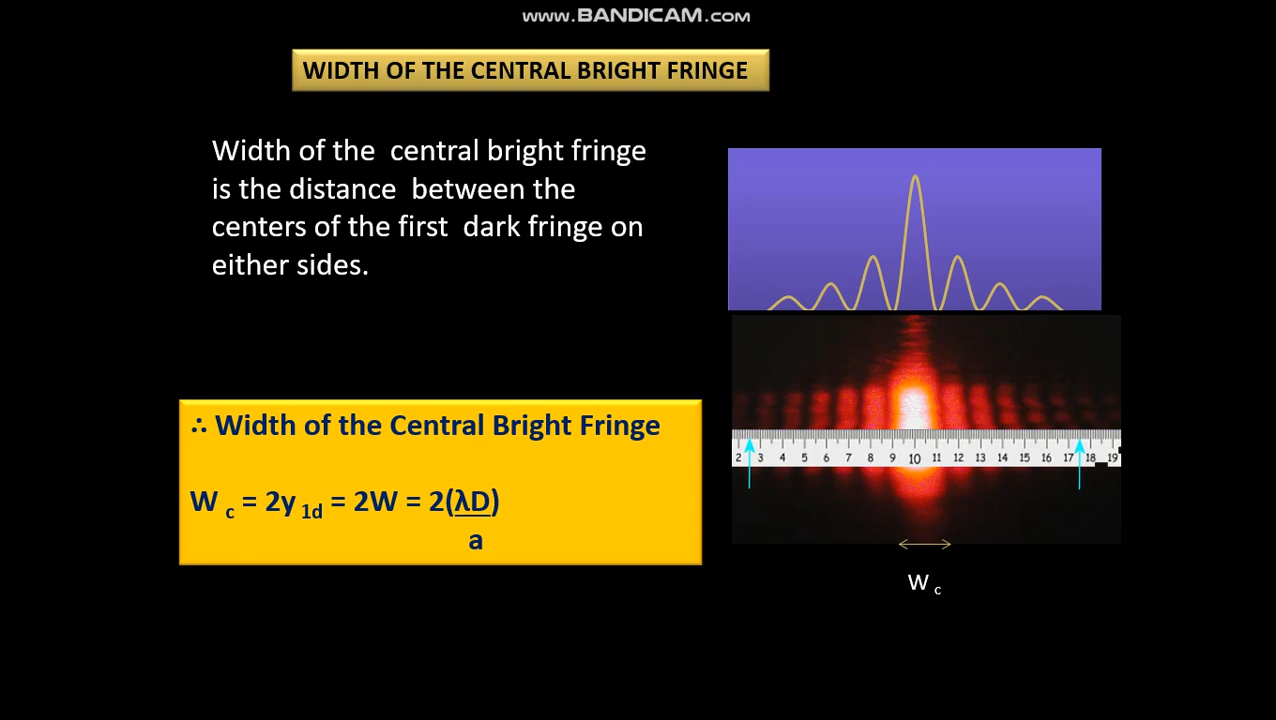 www.BANDICAM.com
WIDTH OF THE CENTRAL BRIGHT FRINGE
Width of the central bright fringe
is the distance between the
centers of the first dark fringe on
either sides.
∴ Width of the Central Bright Fringe
W c = 2y 1d = 2W = 2(λD)
a
2 3 4 5 6 7 8 9 10 11 12 13 14 15 16 17 18 19
W c